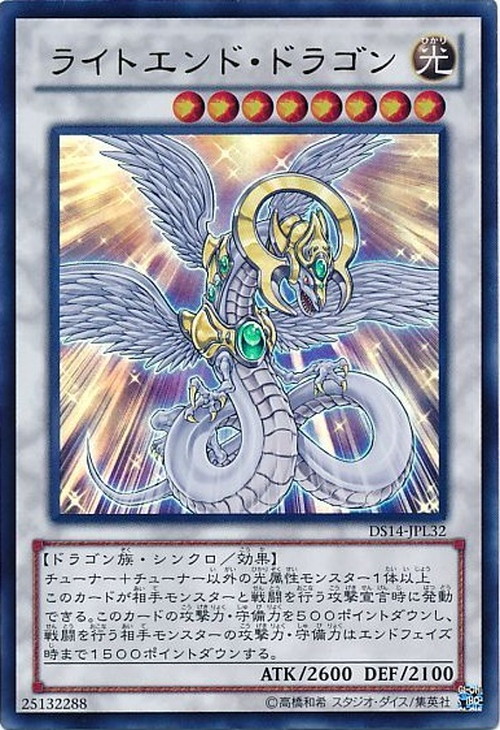 ライトエンド・ドラゴン
ひかり
光
DS14-JPL32
【ドラゴン族・シンクロ/効果】
チューナー+チューナー以外の光属性モンスター1体以上
このカードが相手モンスターと戦闘を行う攻撃宣言時に発動
できる。このカードの攻撃力・守備力を500ポイントダウンし、
戦闘を行う相手モンスターの攻撃力・守備力はエンドフェイズ
時まで1500ポイントダウンする。
ATK/2600 DEF/2100
25132288
©高橋和希 スタジオ・ダイス/集英社